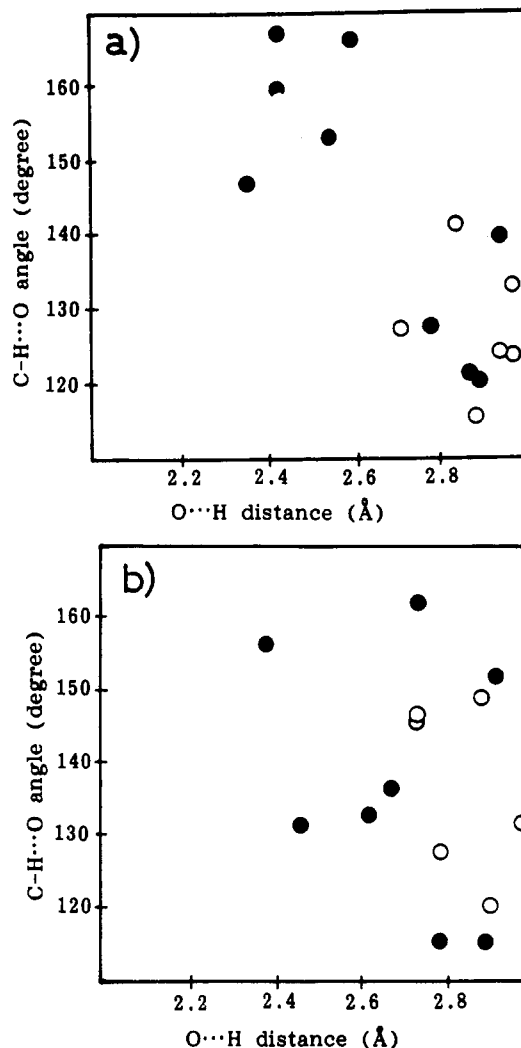 a)
160
150
140
130
120
C-H···O angle (degree)
2.2 2.4 2.6 2.8
O···H distance (Å)
b)
160
150
140
130
120
C-H···O angle (degree)
2.2 2.4 2.6 2.8
O···H distance (Å)